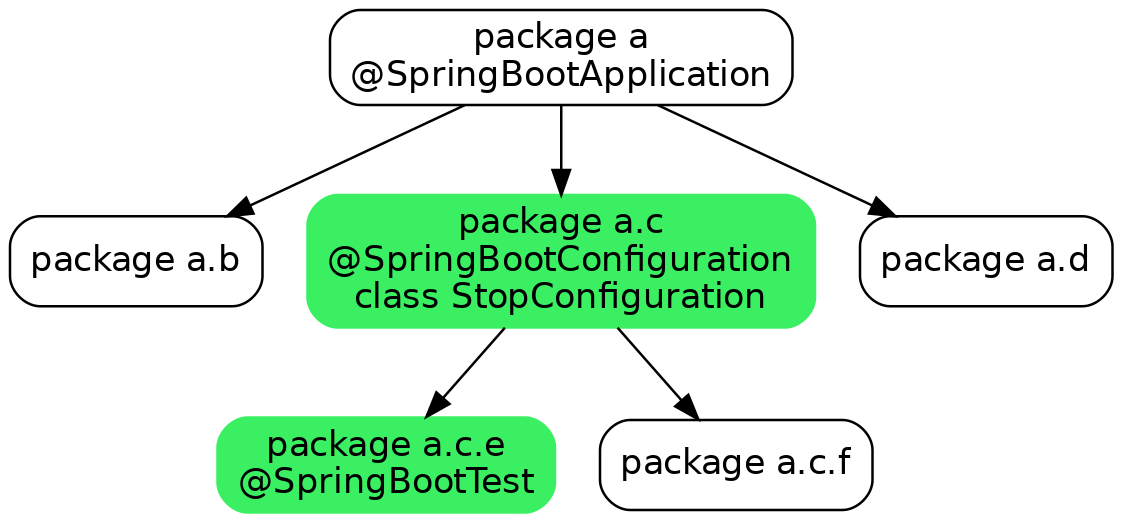 package a
@SpringBootApplication
package a.b
package a.c
@SpringBootConfiguration
class StopConfiguration
package a.d
package a.c.e
@SpringBootTest
package a.c.f